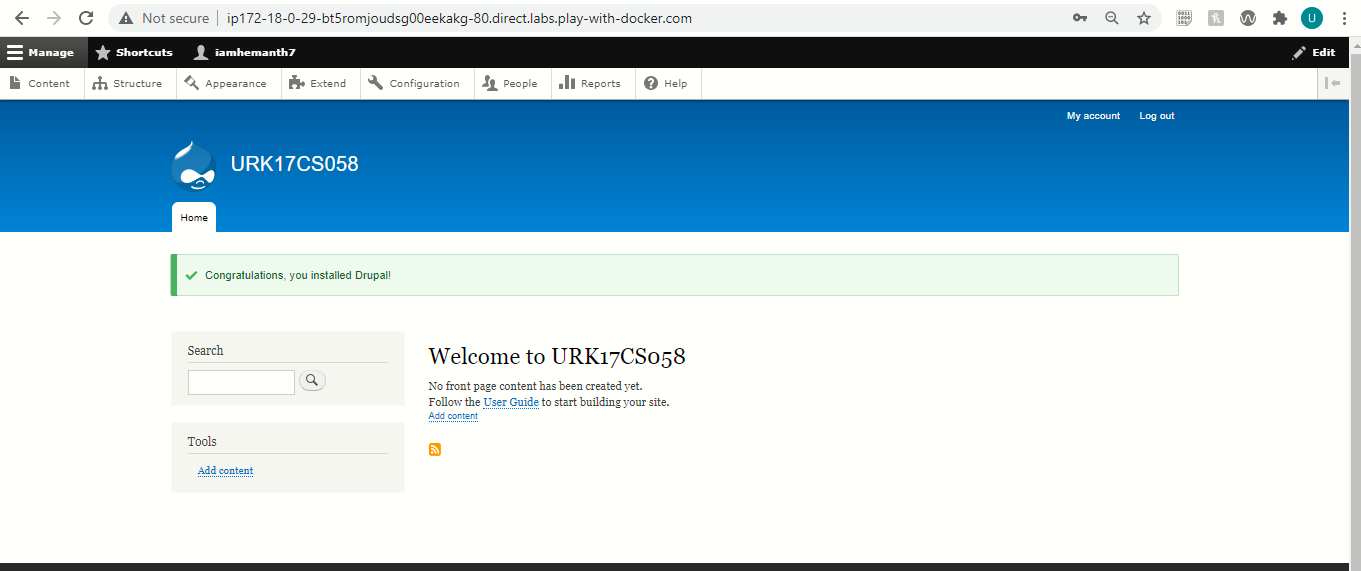 Not secure ip172-18-0-29-bt5romjoudsg00eekakg-80.direct.labs.play-with-docker.com
U
Manage Shortcuts iamhemanth7 Edit
Content Structure Appearance Extend Configuration People Reports Help
My account Log out
URK17CS058
Home
Congratulations, you installed Drupal!
Search
Tools
Add content
Welcome to URK17CS058
No front page content has been created yet.
Follow the User Guide to start building your site.
Add content